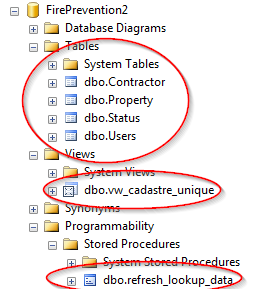 FirePrevention2
Database Diagrams
Tables
System Tables
dbo.Contractor
dbo.Property
dbo.Status
dbo.Users
Views
System Views
dbo.vw_cadastre_unique
Synonyms
Programmability
Stored Procedures
System Stored Procedures
dbo.refresh_lookup_data